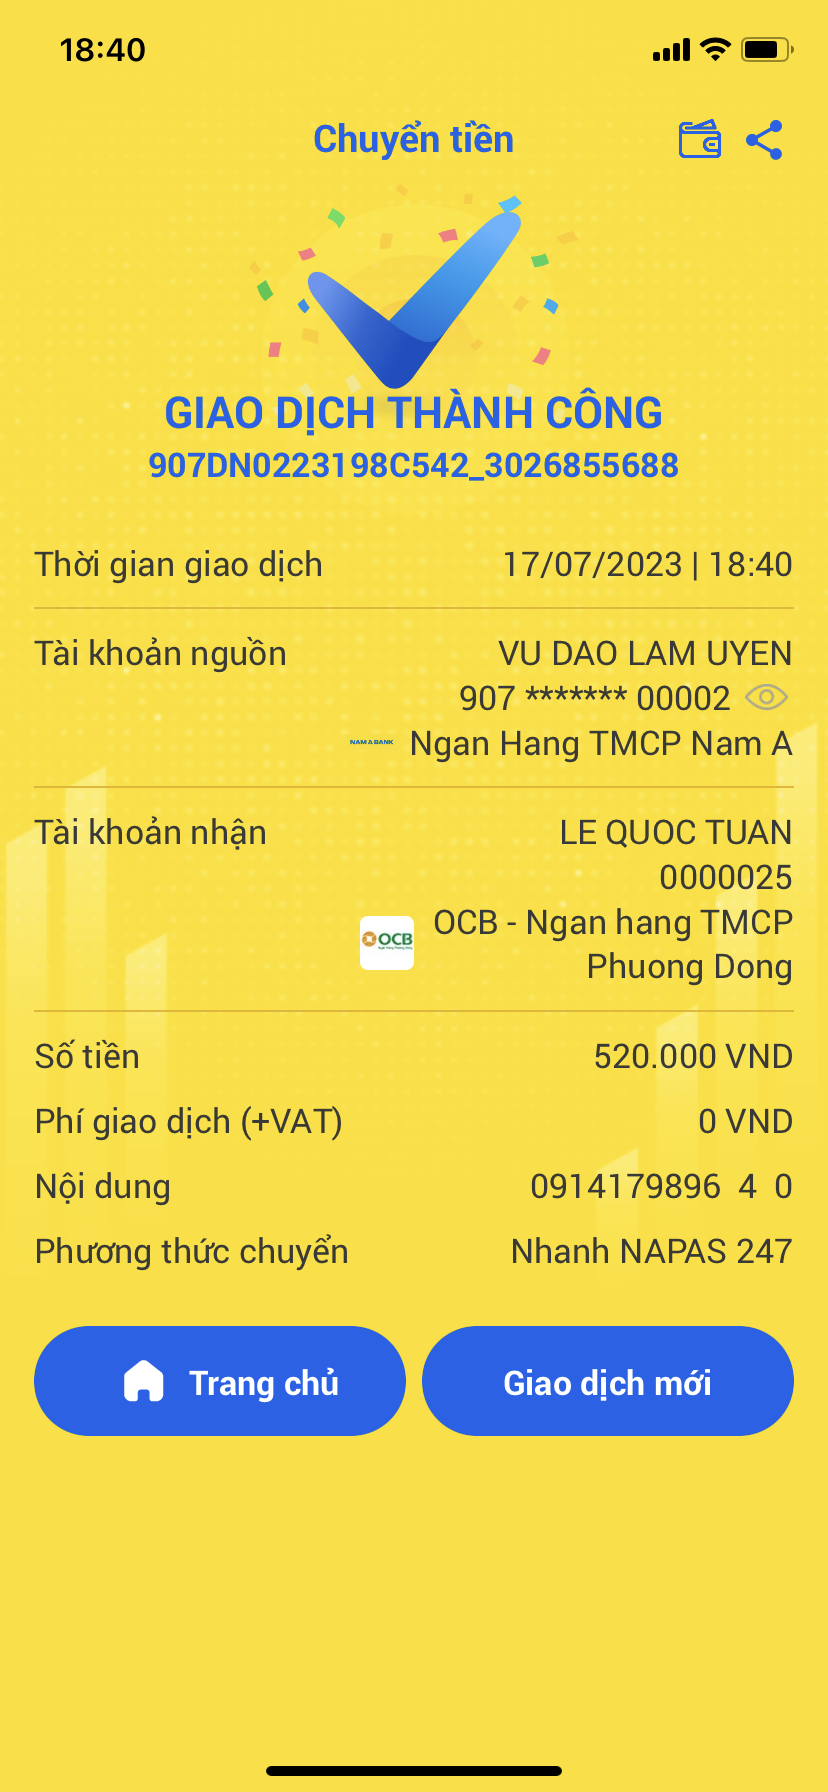 18:40
Chuyển tiền
GIAO DỊCH THÀNH CÔNG
907DN0223198C542_3026855688
Thời gian giao dịch 17/07/2023 | 18:40
Tài khoản nguồn VU DAO LAM UYEN
907 ******* 00002
NAM A BANK Ngan Hang TMCP Nam A
Tài khoản nhận LE QUOC TUAN
0000025
OCB - Ngan hang TMCP
OCB
Phuong Dong
Số tiền 520.000 VND
Phí giao dịch (+VAT) 0 VND
Nội dung 0914179896 4 0
Phương thức chuyển Nhanh NAPAS 247
Trang chủ Giao dịch mới